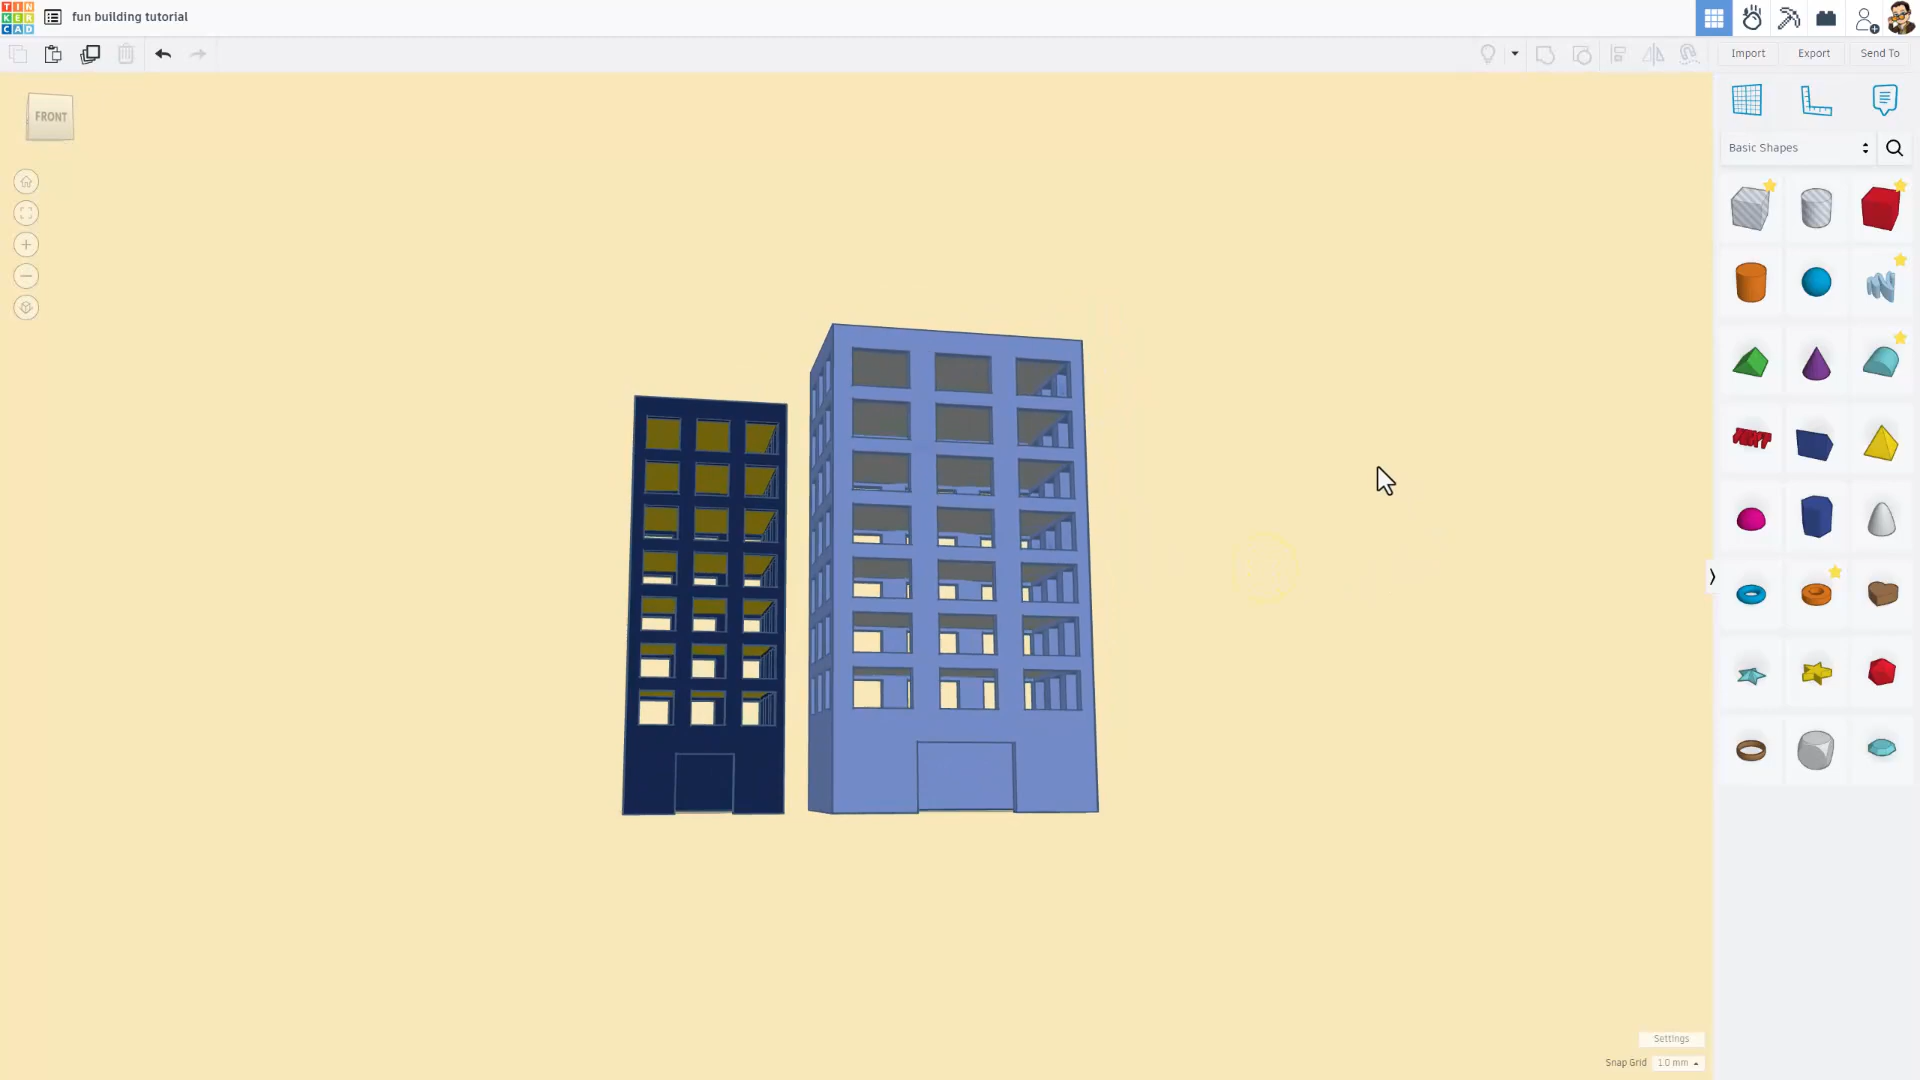 TIN
KER
CAD
fun building tutorial
Import
Export
Send To
FRONT
Basic Shapes
TEXT
Settings
Snap Grid
1.0 mm